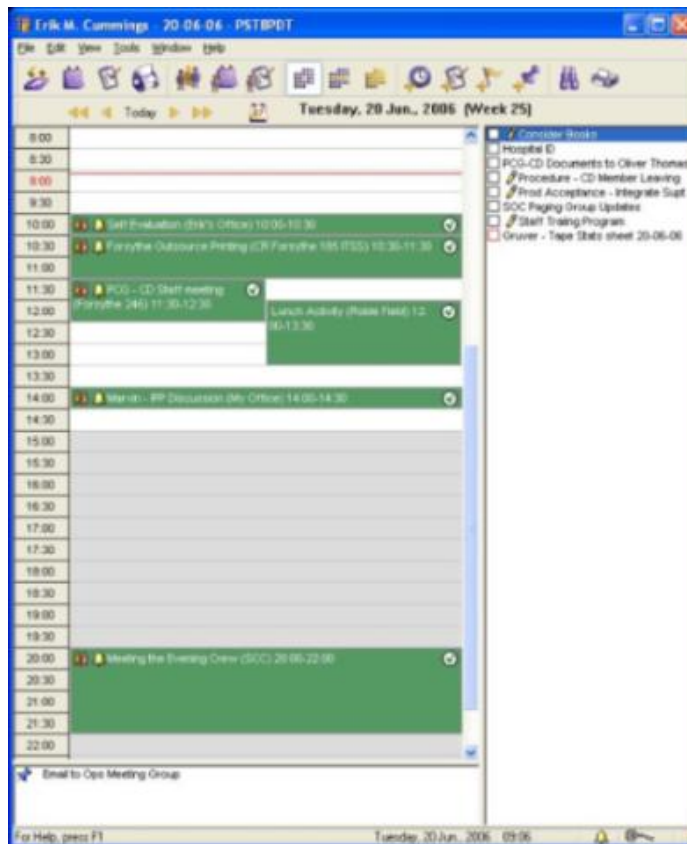 Erik M. Cummings - 20-06-06 - PST8PDT
File Edit View Tools Window Help
Today
17
Tuesday, 20 Jun., 2006 (Week 25)
8:00
8:30
9:00
9:30
10:00 Self Evaluation (Erik's Office) 10:00-10:30
10:30 Forsythe Outsource Printing (CR Forsythe 185 ITSS) 10:30-11:30
11:00
11:30 PCG - CD Staff meeting
(Forsythe 246) 11:30-12:30
12:00 Lunch Activity (Roble Field) 12:
00-13:30
12:30
13:00
13:30
14:00 Marvin - PP Discussion (My Office) 14:00-14:30
14:30
15:00
15:30
16:00
16:30
17:00
17:30
18:00
18:30
19:00
19:30
20:00 Meeting the Evening Crew (SCC) 20:00-22:00
20:30
21:00
21:30
22:00
Consider Books
Hospital ID
PCG-CD Documents to Oliver Thomas
Procedure - CD Member Leaving
Prod Acceptance - Integrate Supt
SOC Paging Group Updates
Staff Traing Program
Gruver - Tape Stats sheet 20-06-06
Email to Ops Meeting Group
For Help, press F1
Tuesday, 20 Jun., 2006 09:06